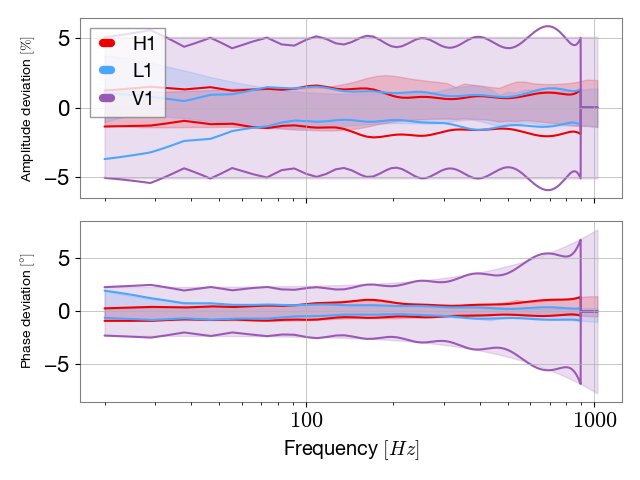 Amplitude deviation [%]
5
0
−5
H1
L1
V1
Phase deviation [°]
5
0
−5
100
1000
Frequency [Hz]